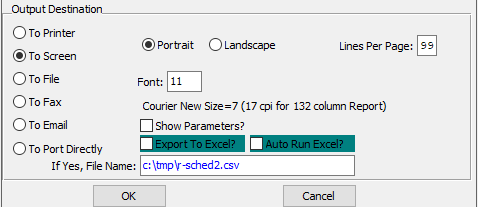 Output Destination
To Printer
Portrait Landscape Lines Per Page: 99
To Screen
To File Font: 11
To Fax
Courier New Size=7 (17 cpi for 132 column Report)
To Email Show Parameters?
To Port Directly Export To Excel? Auto Run Excel?
If Yes, File Name: c:\tmp\r-sched2.csv
OK Cancel